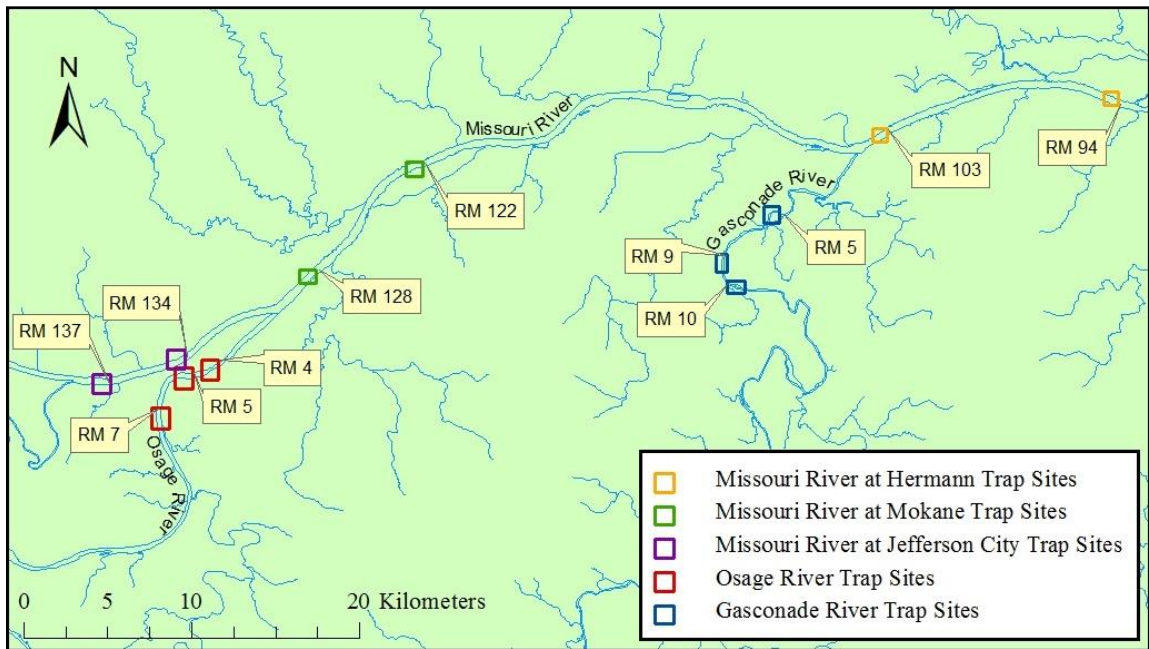 N
Missouri River
RM 94
RM 103
Gasconade River
RM 122
RM 5
RM 9
RM 128
RM 10
RM 134
RM 137
RM 4
RM 5
RM 7
Osage River
Missouri River at Hermann Trap Sites
Missouri River at Mokane Trap Sites
Missouri River at Jefferson City Trap Sites
Osage River Trap Sites
Gasconade River Trap Sites
0 5 10 20 Kilometers